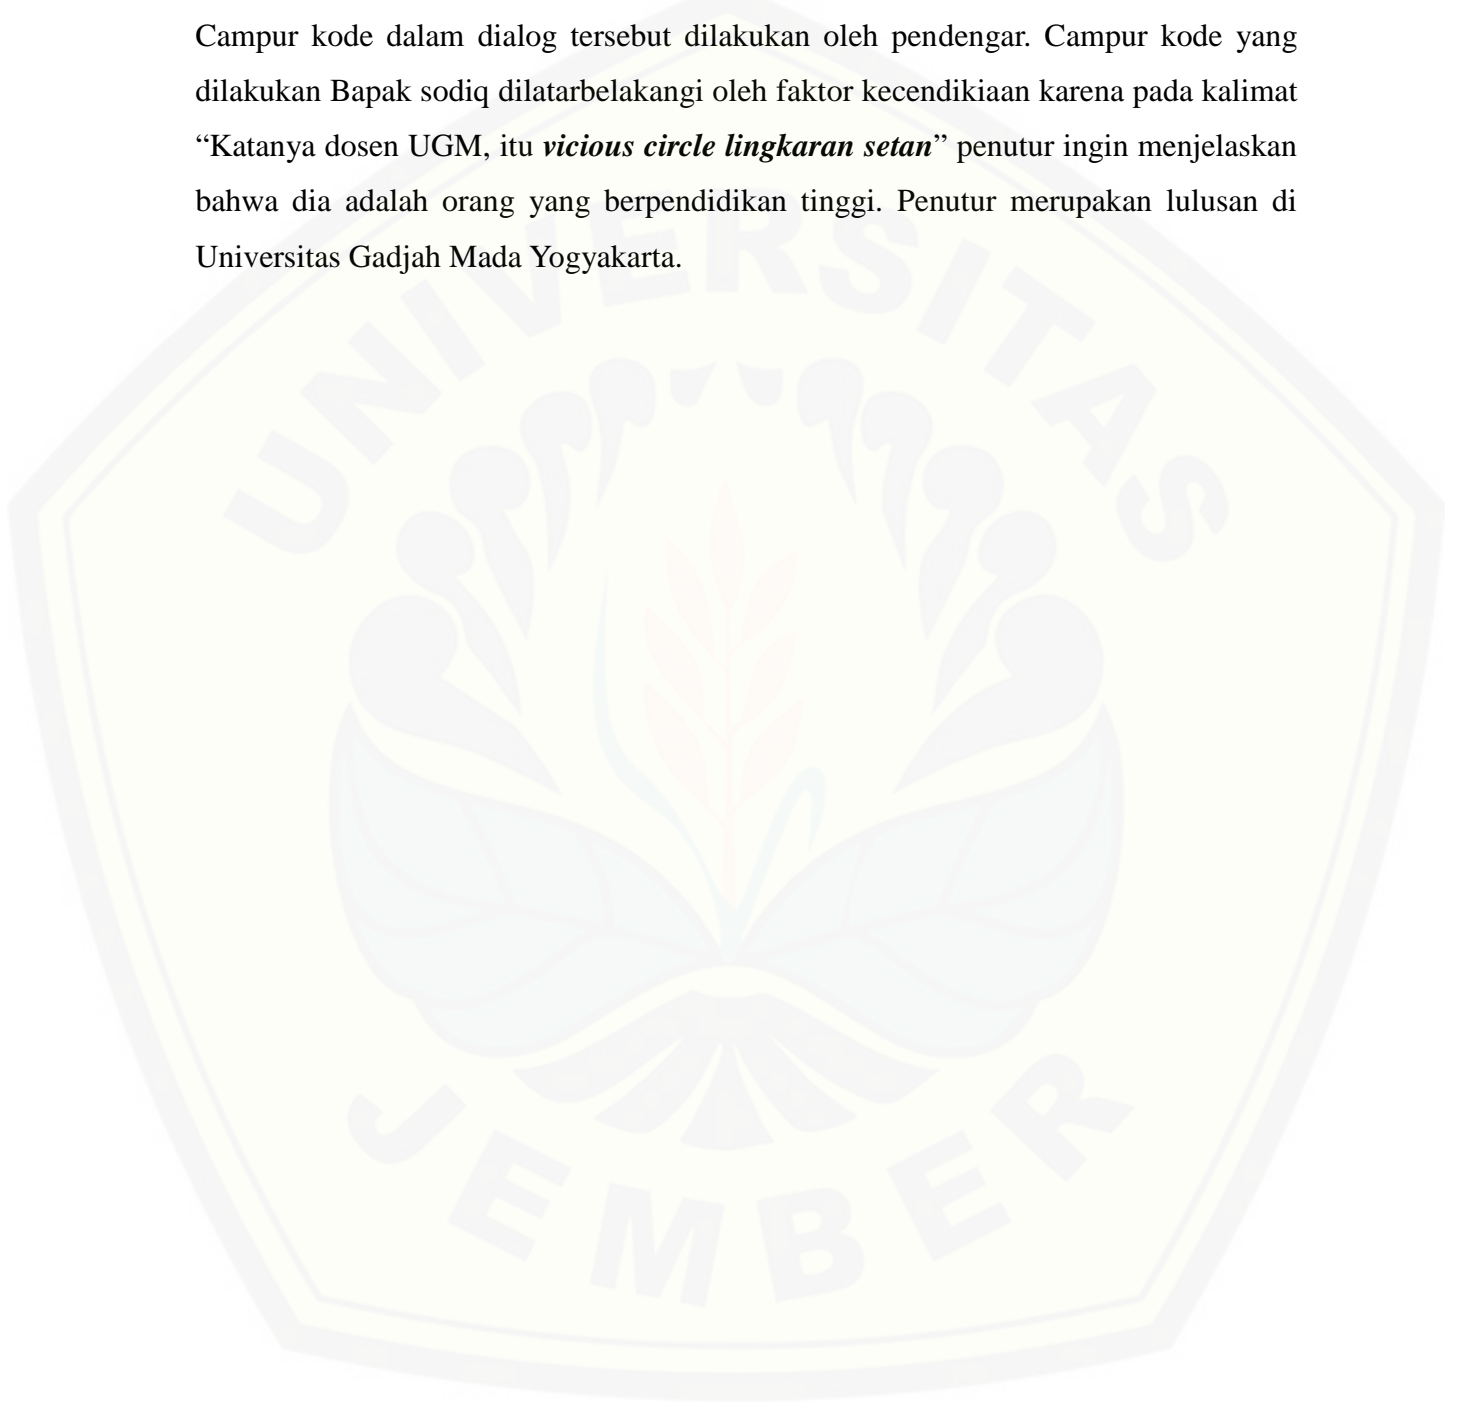 Campur kode dalam dialog tersebut dilakukan oleh pendengar. Campur kode yang
dilakukan Bapak sodiq dilatarbelakangi oleh faktor kecendikiaan karena pada kalimat
“Katanya dosen UGM, itu vicious circle lingkaran setan” penutur ingin menjelaskan
bahwa dia adalah orang yang berpendidikan tinggi. Penutur merupakan lulusan di
Universitas Gadjah Mada Yogyakarta.
UNIVERSITAS
JEMBER